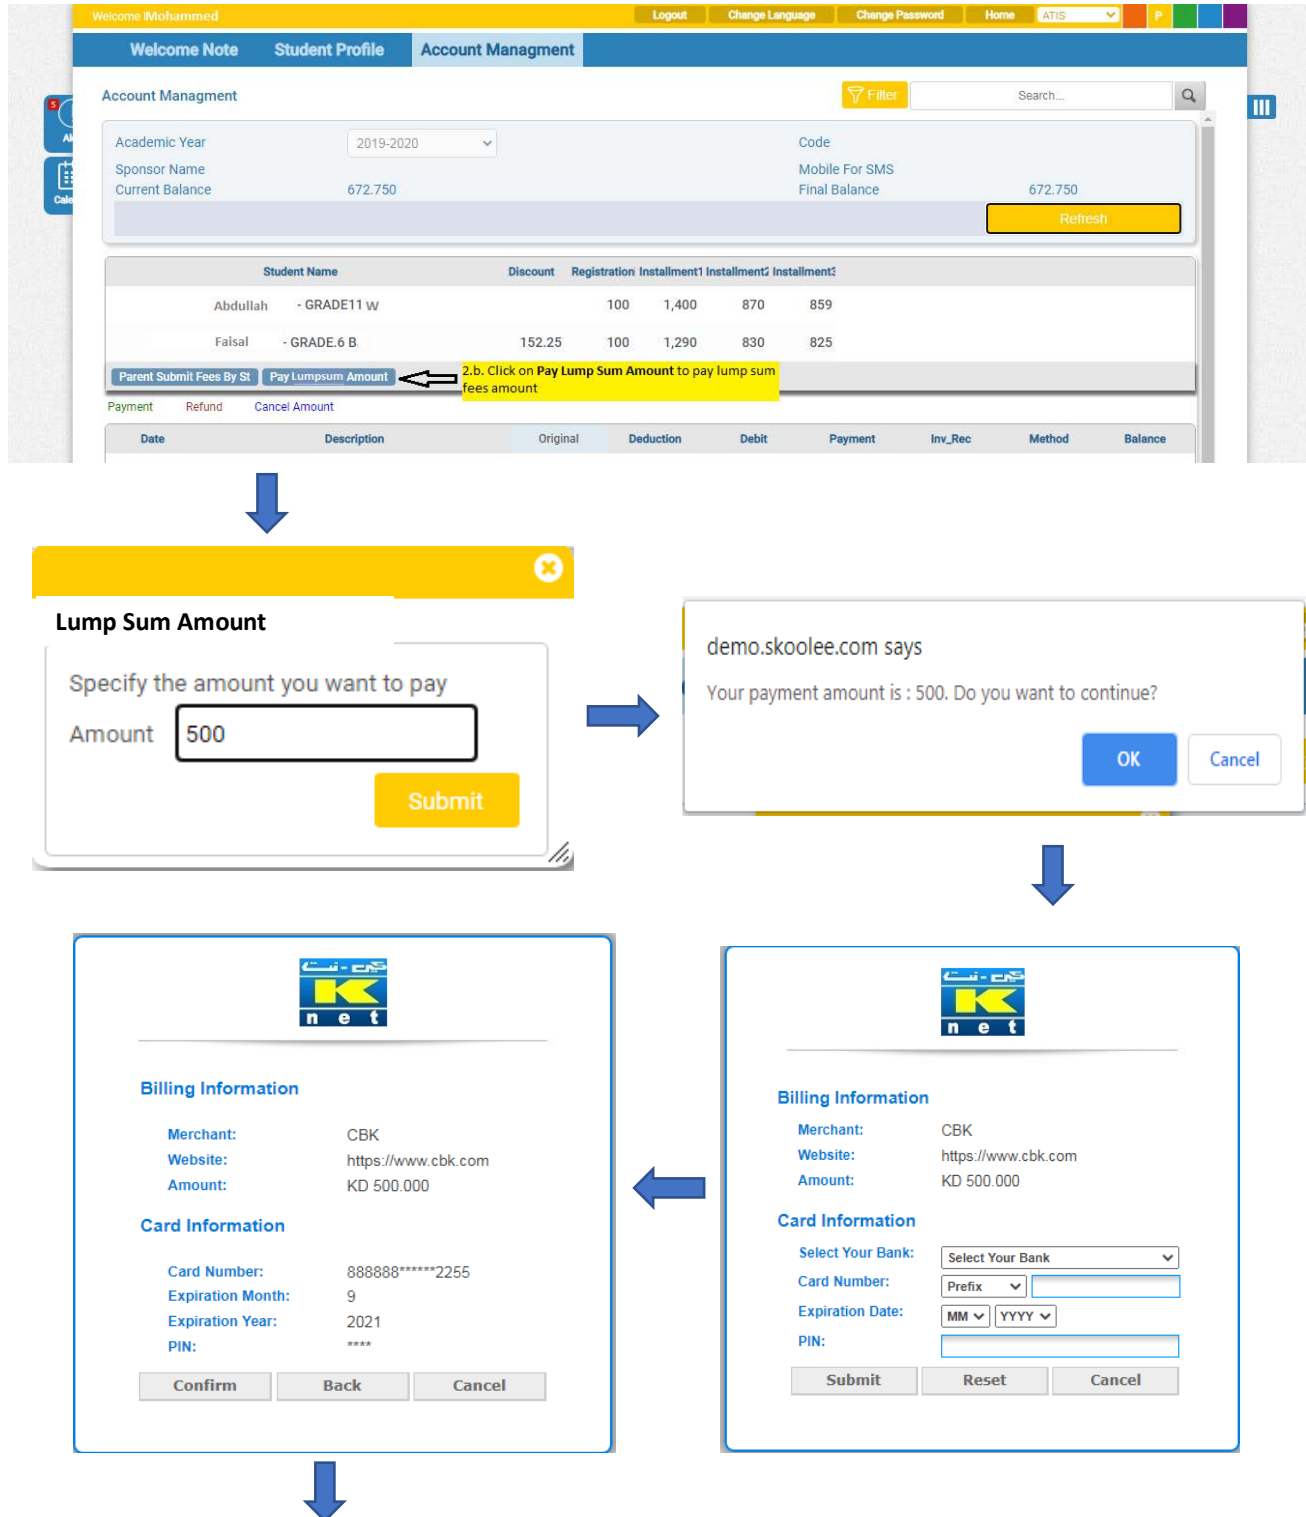 Welcome Mohammed
Logout Change Language Change Password Home ATIS P
Welcome Note Student Profile Account Managment
Account Managment Filter Search...
5
Academic Year 2019-2020 Code
Sponsor Name Mobile For SMS
Current Balance 672.750 Final Balance 672.750
Refresh
Student Name Discount Registration Installment1 Installment2 Installment3
Abdullah - GRADE11 W 100 1,400 870 859
Faisal - GRADE.6 B 152.25 100 1,290 830 825
Parent Submit Fees By St Pay Lumpsum Amount
2.b. Click on Pay Lump Sum Amount to pay lump sum
fees amount
Payment Refund Cancel Amount
Date Description Original Deduction Debit Payment Inv_Rec Method Balance
Lump Sum Amount
Specify the amount you want to pay
Amount 500
Submit
demo.skoolee.com says
Your payment amount is : 500. Do you want to continue?
OK Cancel
كي-نت
K
net
Billing Information
Merchant: CBK
Website: https://www.cbk.com
Amount: KD 500.000
Card Information
Card Number: 888888******2255
Expiration Month: 9
Expiration Year: 2021
PIN: ****
Confirm Back Cancel
كي-نت
K
net
Billing Information
Merchant: CBK
Website: https://www.cbk.com
Amount: KD 500.000
Card Information
Select Your Bank: Select Your Bank
Card Number: Prefix
Expiration Date: MM YYYY
PIN:
Submit Reset Cancel